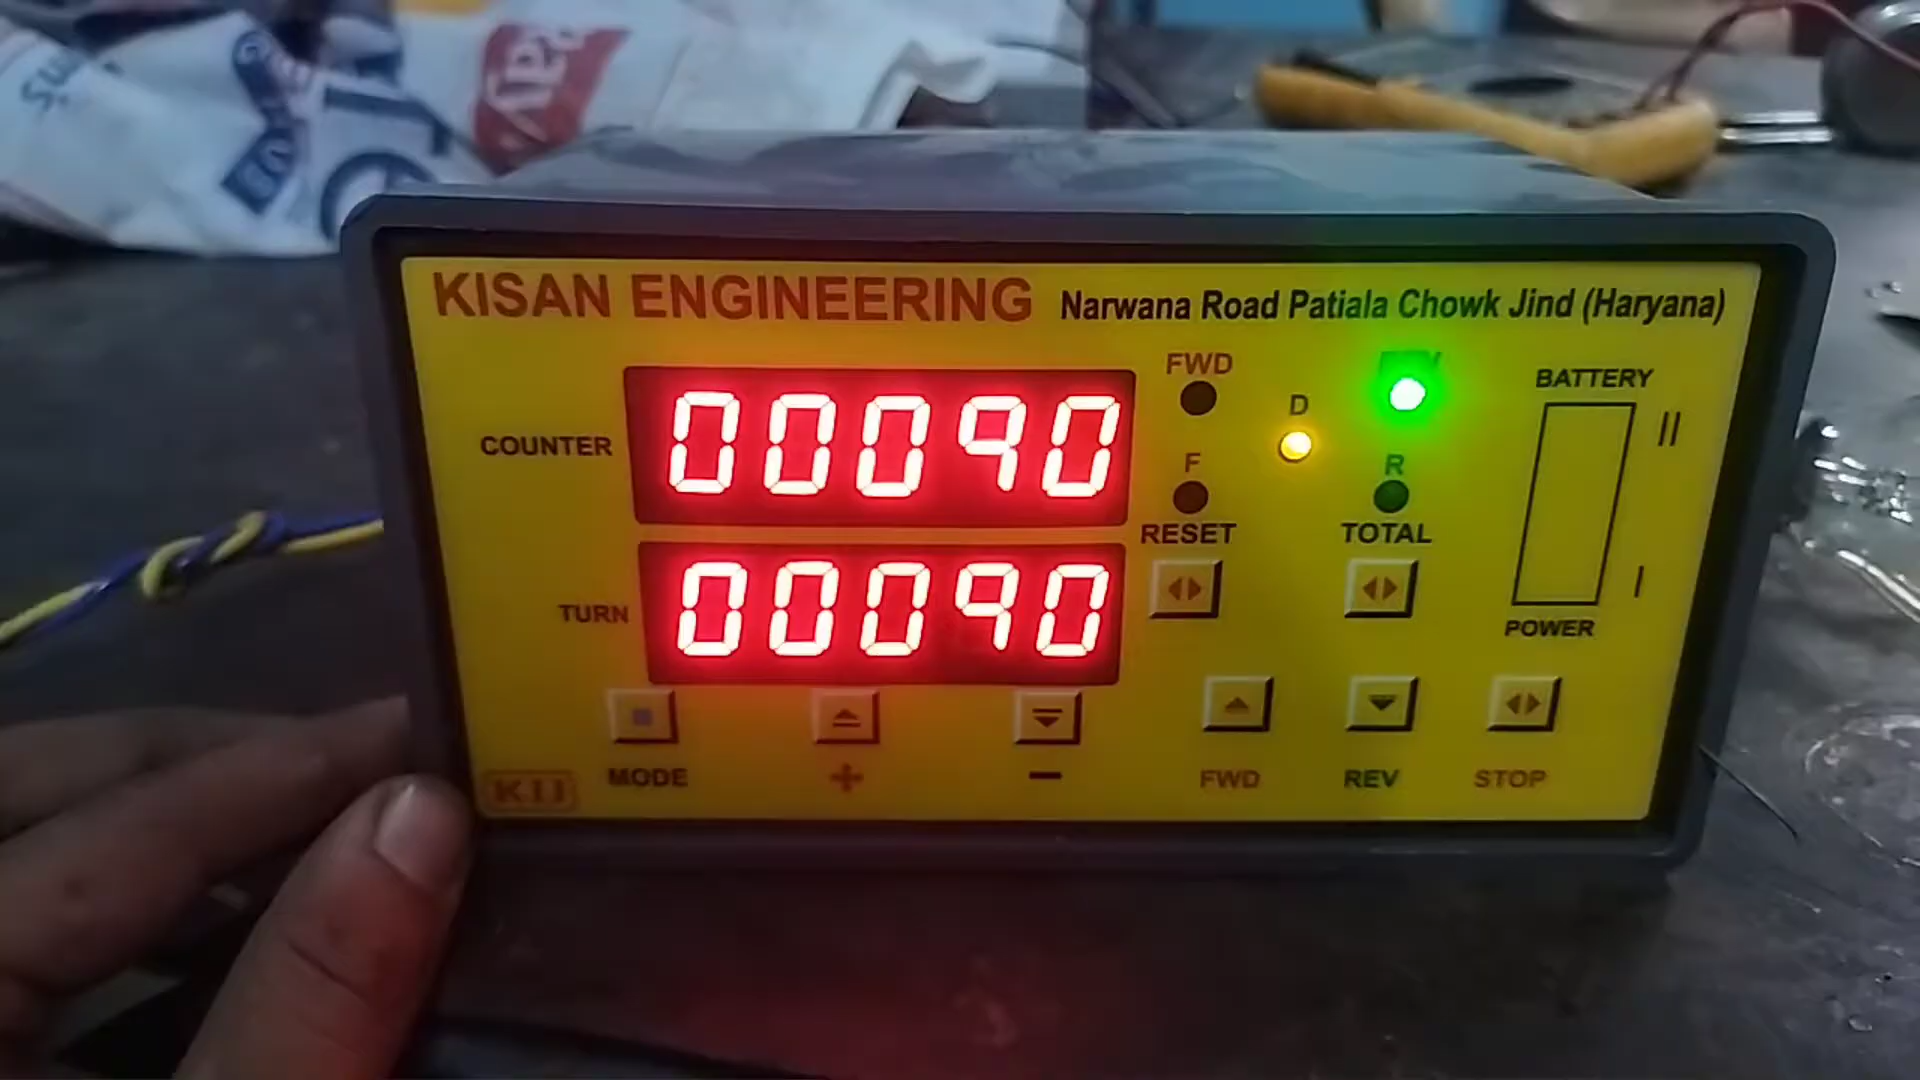 KISAN ENGINEERING Narwana Road Patiala Chowk Jind (Haryana)
COUNTER 00090
FWD
D
BATTERY
II
F
R
RESET
TOTAL
TURN 00090
I
POWER
MODE
+
−
FWD
REV
STOP
KII